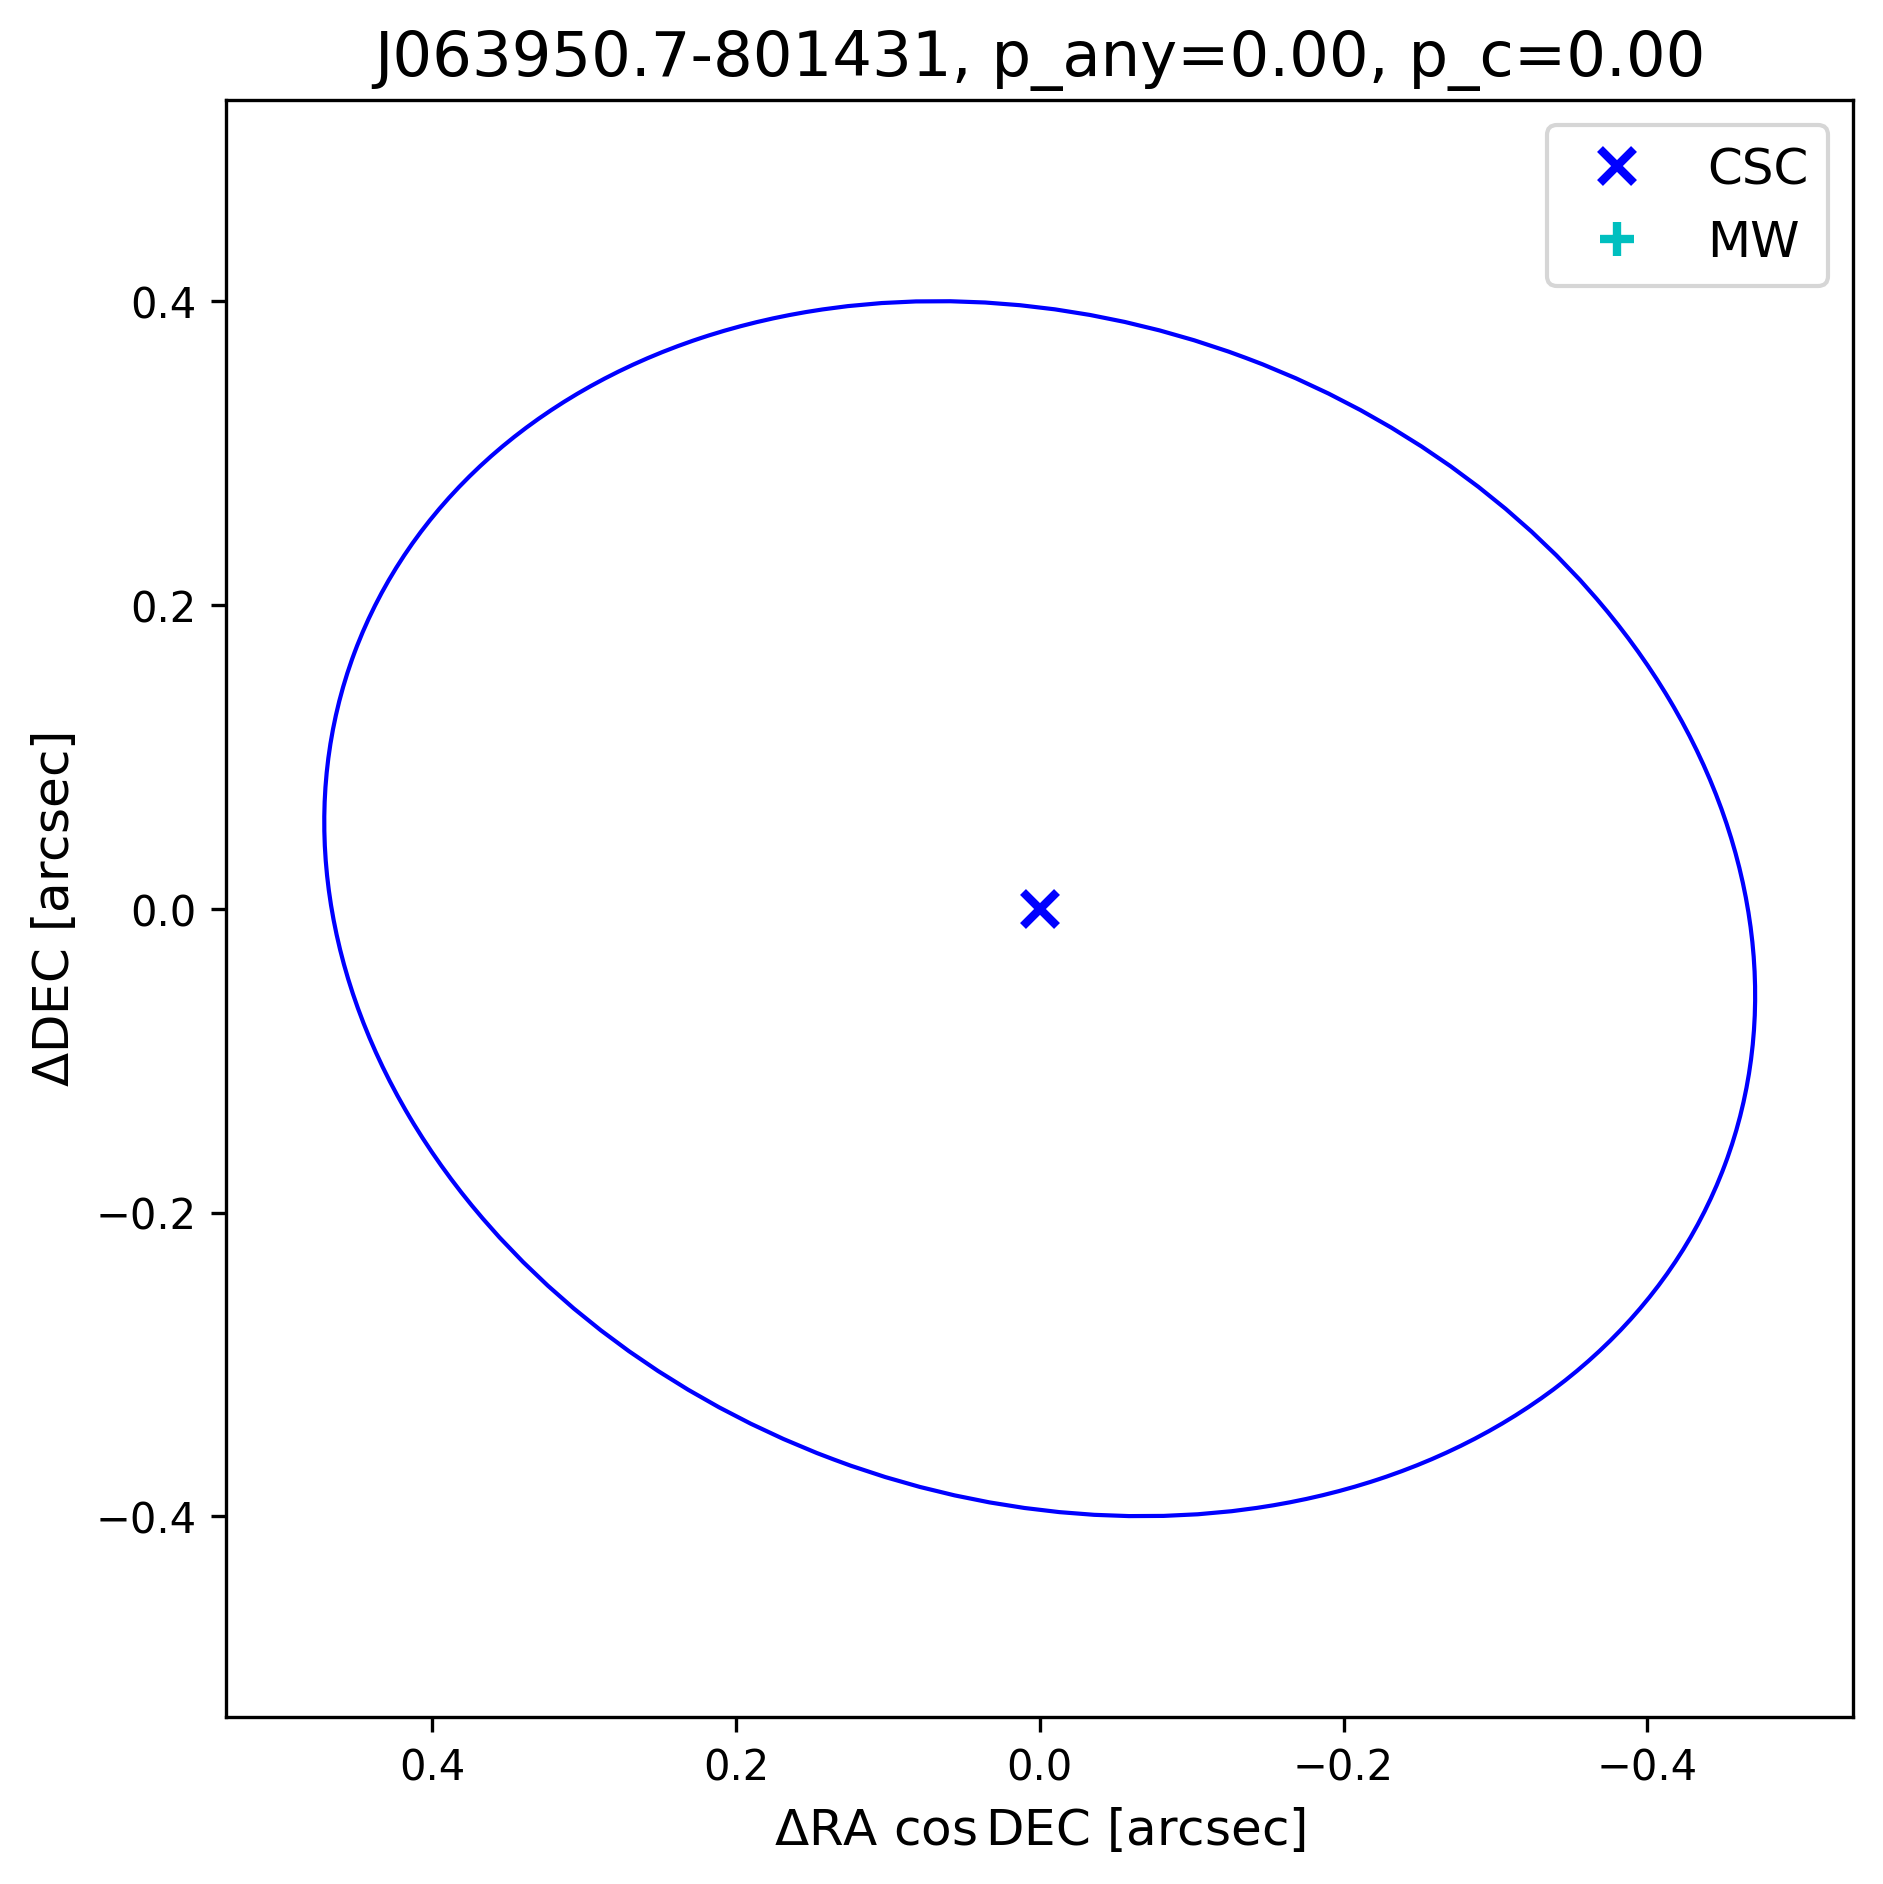 J063950.7-801431, p_any=0.00, p_c=0.00
CSC
MW
0.4
0.2
0.0
−0.2
−0.4
ΔDEC [arcsec]
0.4 0.2 0.0 −0.2 −0.4
ΔRA cos DEC [arcsec]